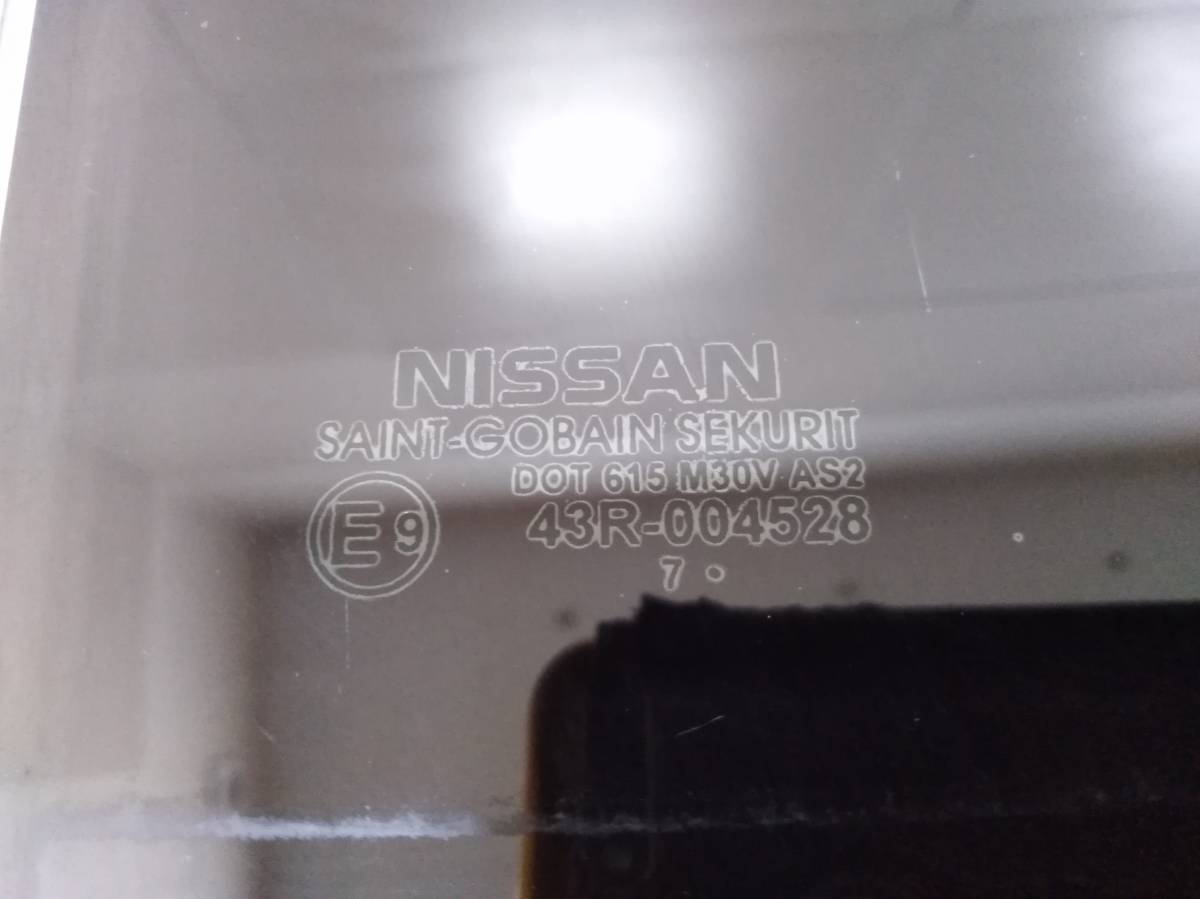 NISSAN
SAINT-GOBAIN SEKURIT
DOT 615 M30V AS2
E9 43R-004528
7 •